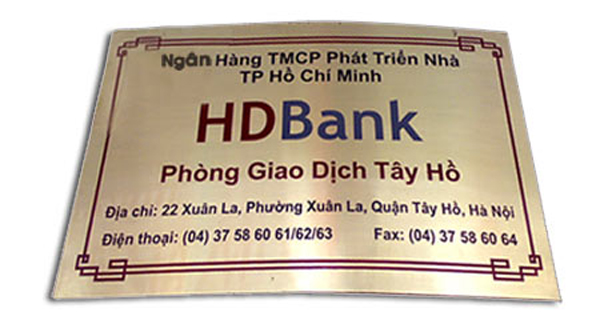 Ngân Hàng TMCP Phát Triển Nhà
TP Hồ Chí Minh
HDBank
Phòng Giao Dịch Tây Hồ
Địa chỉ: 22 Xuân La, Phường Xuân La, Quận Tây Hồ, Hà Nội
Điện thoại: (04) 37 58 60 61/62/63 Fax: (04) 37 58 60 64